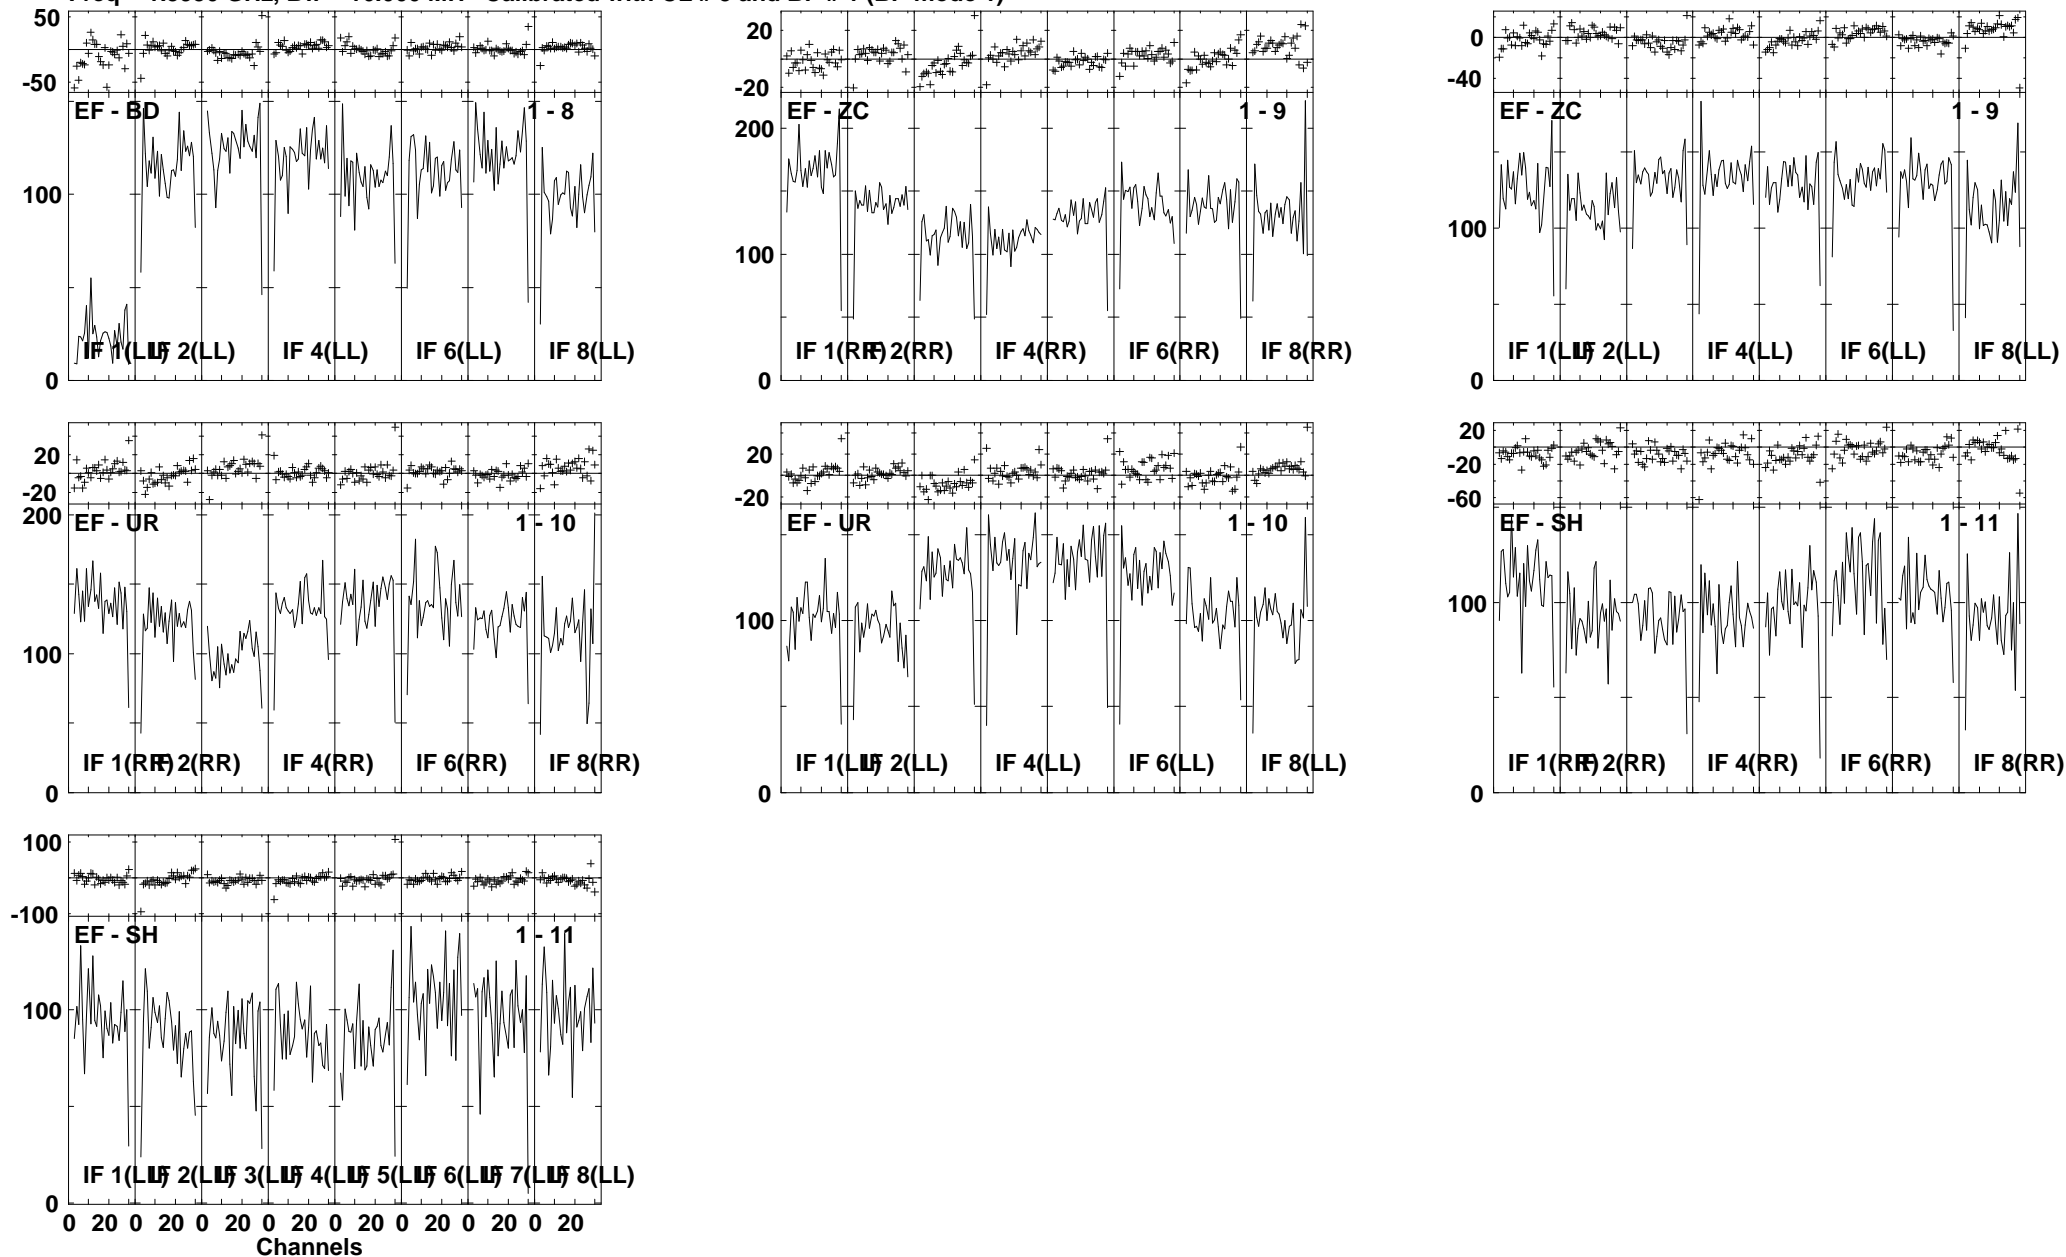 50
-50
EF - BD 1 - 8
100
0
IF 1(LL) IF 2(LL) IF 4(LL) IF 6(LL) IF 8(LL)
20
-20
EF - ZC 1 - 9
200
100
0
IF 1(RR) IF 2(RR) IF 4(RR) IF 6(RR) IF 8(RR)
0
-40
EF - ZC 1 - 9
100
0
IF 1(LL) IF 2(LL) IF 4(LL) IF 6(LL) IF 8(LL)
20
-20
200
EF - UR 1 - 10
100
0
IF 1(RR) IF 2(RR) IF 4(RR) IF 6(RR) IF 8(RR)
20
-20
EF - UR 1 - 10
100
0
IF 1(LL) IF 2(LL) IF 4(LL) IF 6(LL) IF 8(LL)
20
-20
-60
EF - SH 1 - 11
100
0
IF 1(RR) IF 2(RR) IF 4(RR) IF 6(RR) IF 8(RR)
100
-100
EF - SH 1 - 11
100
0
IF 1(LL) IF 2(LL) IF 3(LL) IF 4(LL) IF 5(LL) IF 6(LL) IF 7(LL) IF 8(LL)
0 20 0 20 0 20 0 20 0 20 0 20 0 20 0 20
Channels